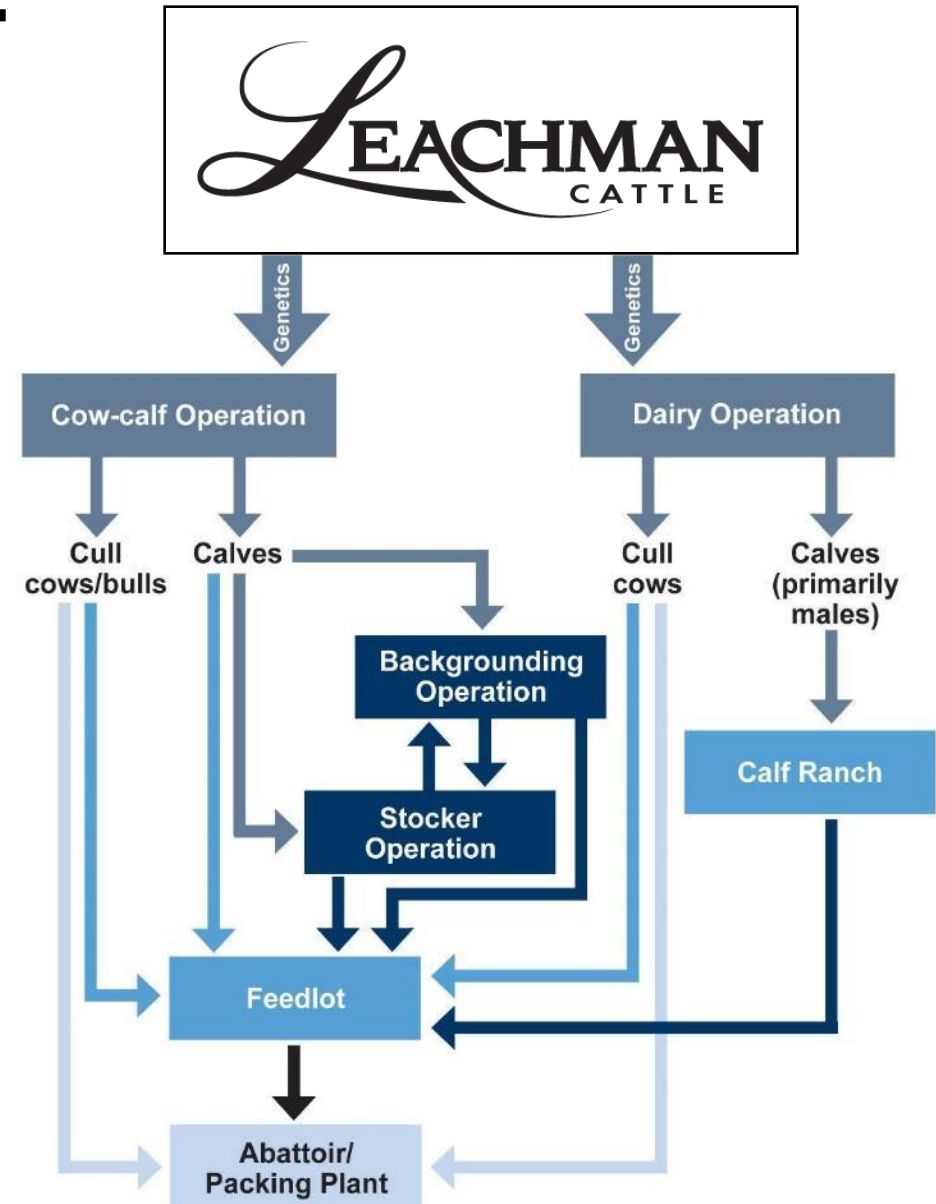 LEACHMAN
CATTLE
Genetics
Genetics
Cow-calf Operation
Dairy Operation
Cull
cows/bulls
Calves
Cull
cows
Calves
(primarily
males)
Backgrounding
Operation
Calf Ranch
Stocker
Operation
Feedlot
Abattoir/
Packing Plant